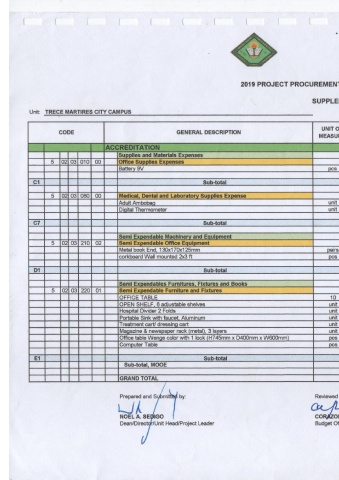 2019 PROJECT PROCUREMENT
SUPPLE
Unit: TRECE MARTIRES CITY CAMPUS
CODE GENERAL DESCRIPTION UNIT O MEASU
ACCREDITATION
Supplies and Materials Expenses
5 02 03 010 00 Office Supplies Expenses
Battery 9V pcs
C1 Sub-total
5 02 03 080 00 Medical, Dental and Laboratory Supplies Expense
Adult Ambobag unit
Digital Thermometer unit
C7 Sub-total
Semi Expendable Machinery and Equipment
5 02 03 210 02 Semi Expendable Office Equipment
Metal book End, 130x170x125mm pairs
corkboard Wall mounted 2x3 ft pcs
D1 Sub-total
Semi Expendables Furnitures, Fixtures and Books
5 02 03 220 01 Semi Expendable Furniture and Fixtures
OFFICE TABLE 10
OPEN SHELF, 6 adjustable shelves unit
Hospital Divider 2 Folds unit
Portable Sink with faucet, Aluminum unit
Treatment cart/ dressing cart unit
Magazine & newspaper rack (metal), 3 layers unit
Office table Wenge color with 1 lock (H745mm x D400mm x W600mm) pcs
Computer Table pcs
E1 Sub-total
Sub-total, MOOE
GRAND TOTAL
Prepared and Submitted by: Reviewed
NOEL A. SEDIGO CORAZO
Dean/Director/Unit Head/Project Leader Budget Of